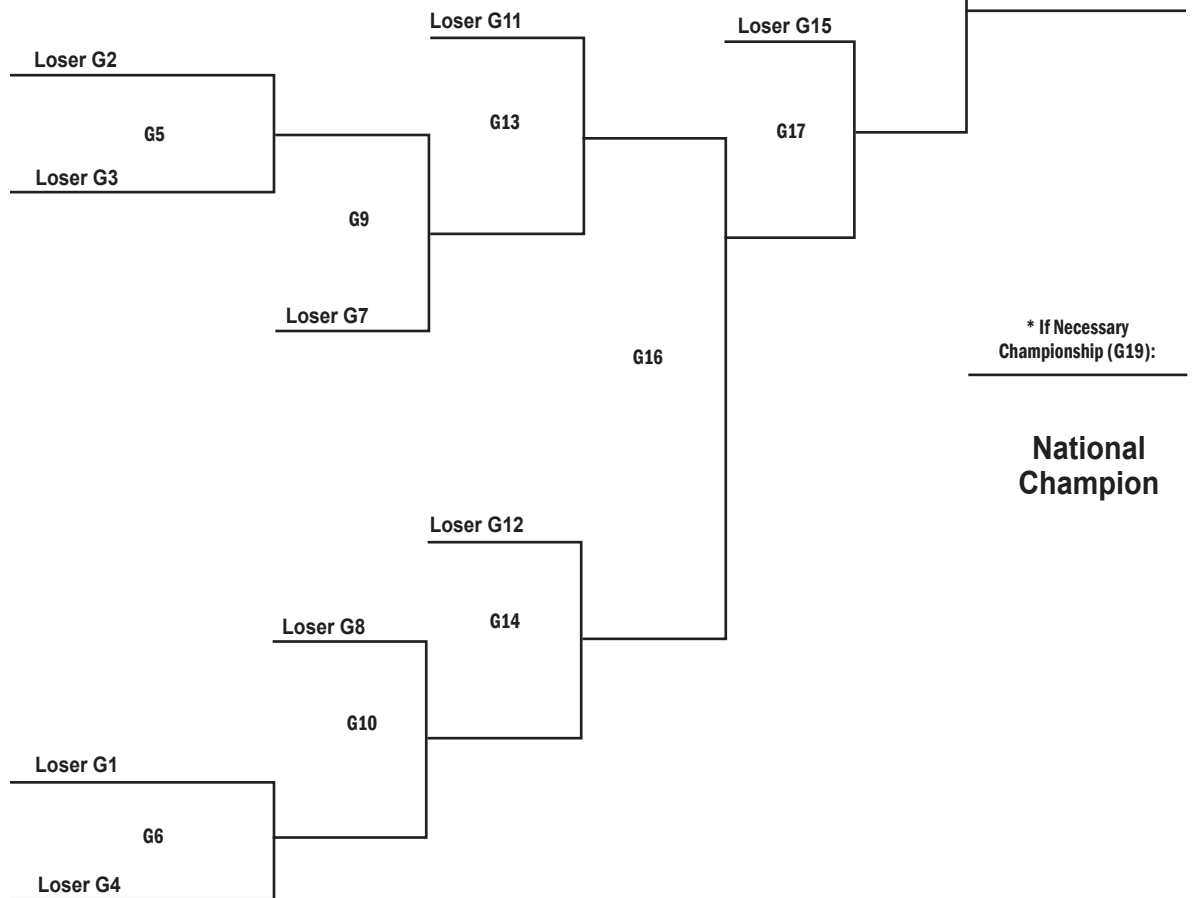 Loser G11
Loser G15
Loser G2
G13
G17
G5
Loser G3
G9
Loser G7
* If Necessary
Championship (G19):
G16
National
Champion
Loser G12
G14
Loser G8
G10
Loser G1
G6
Loser G4